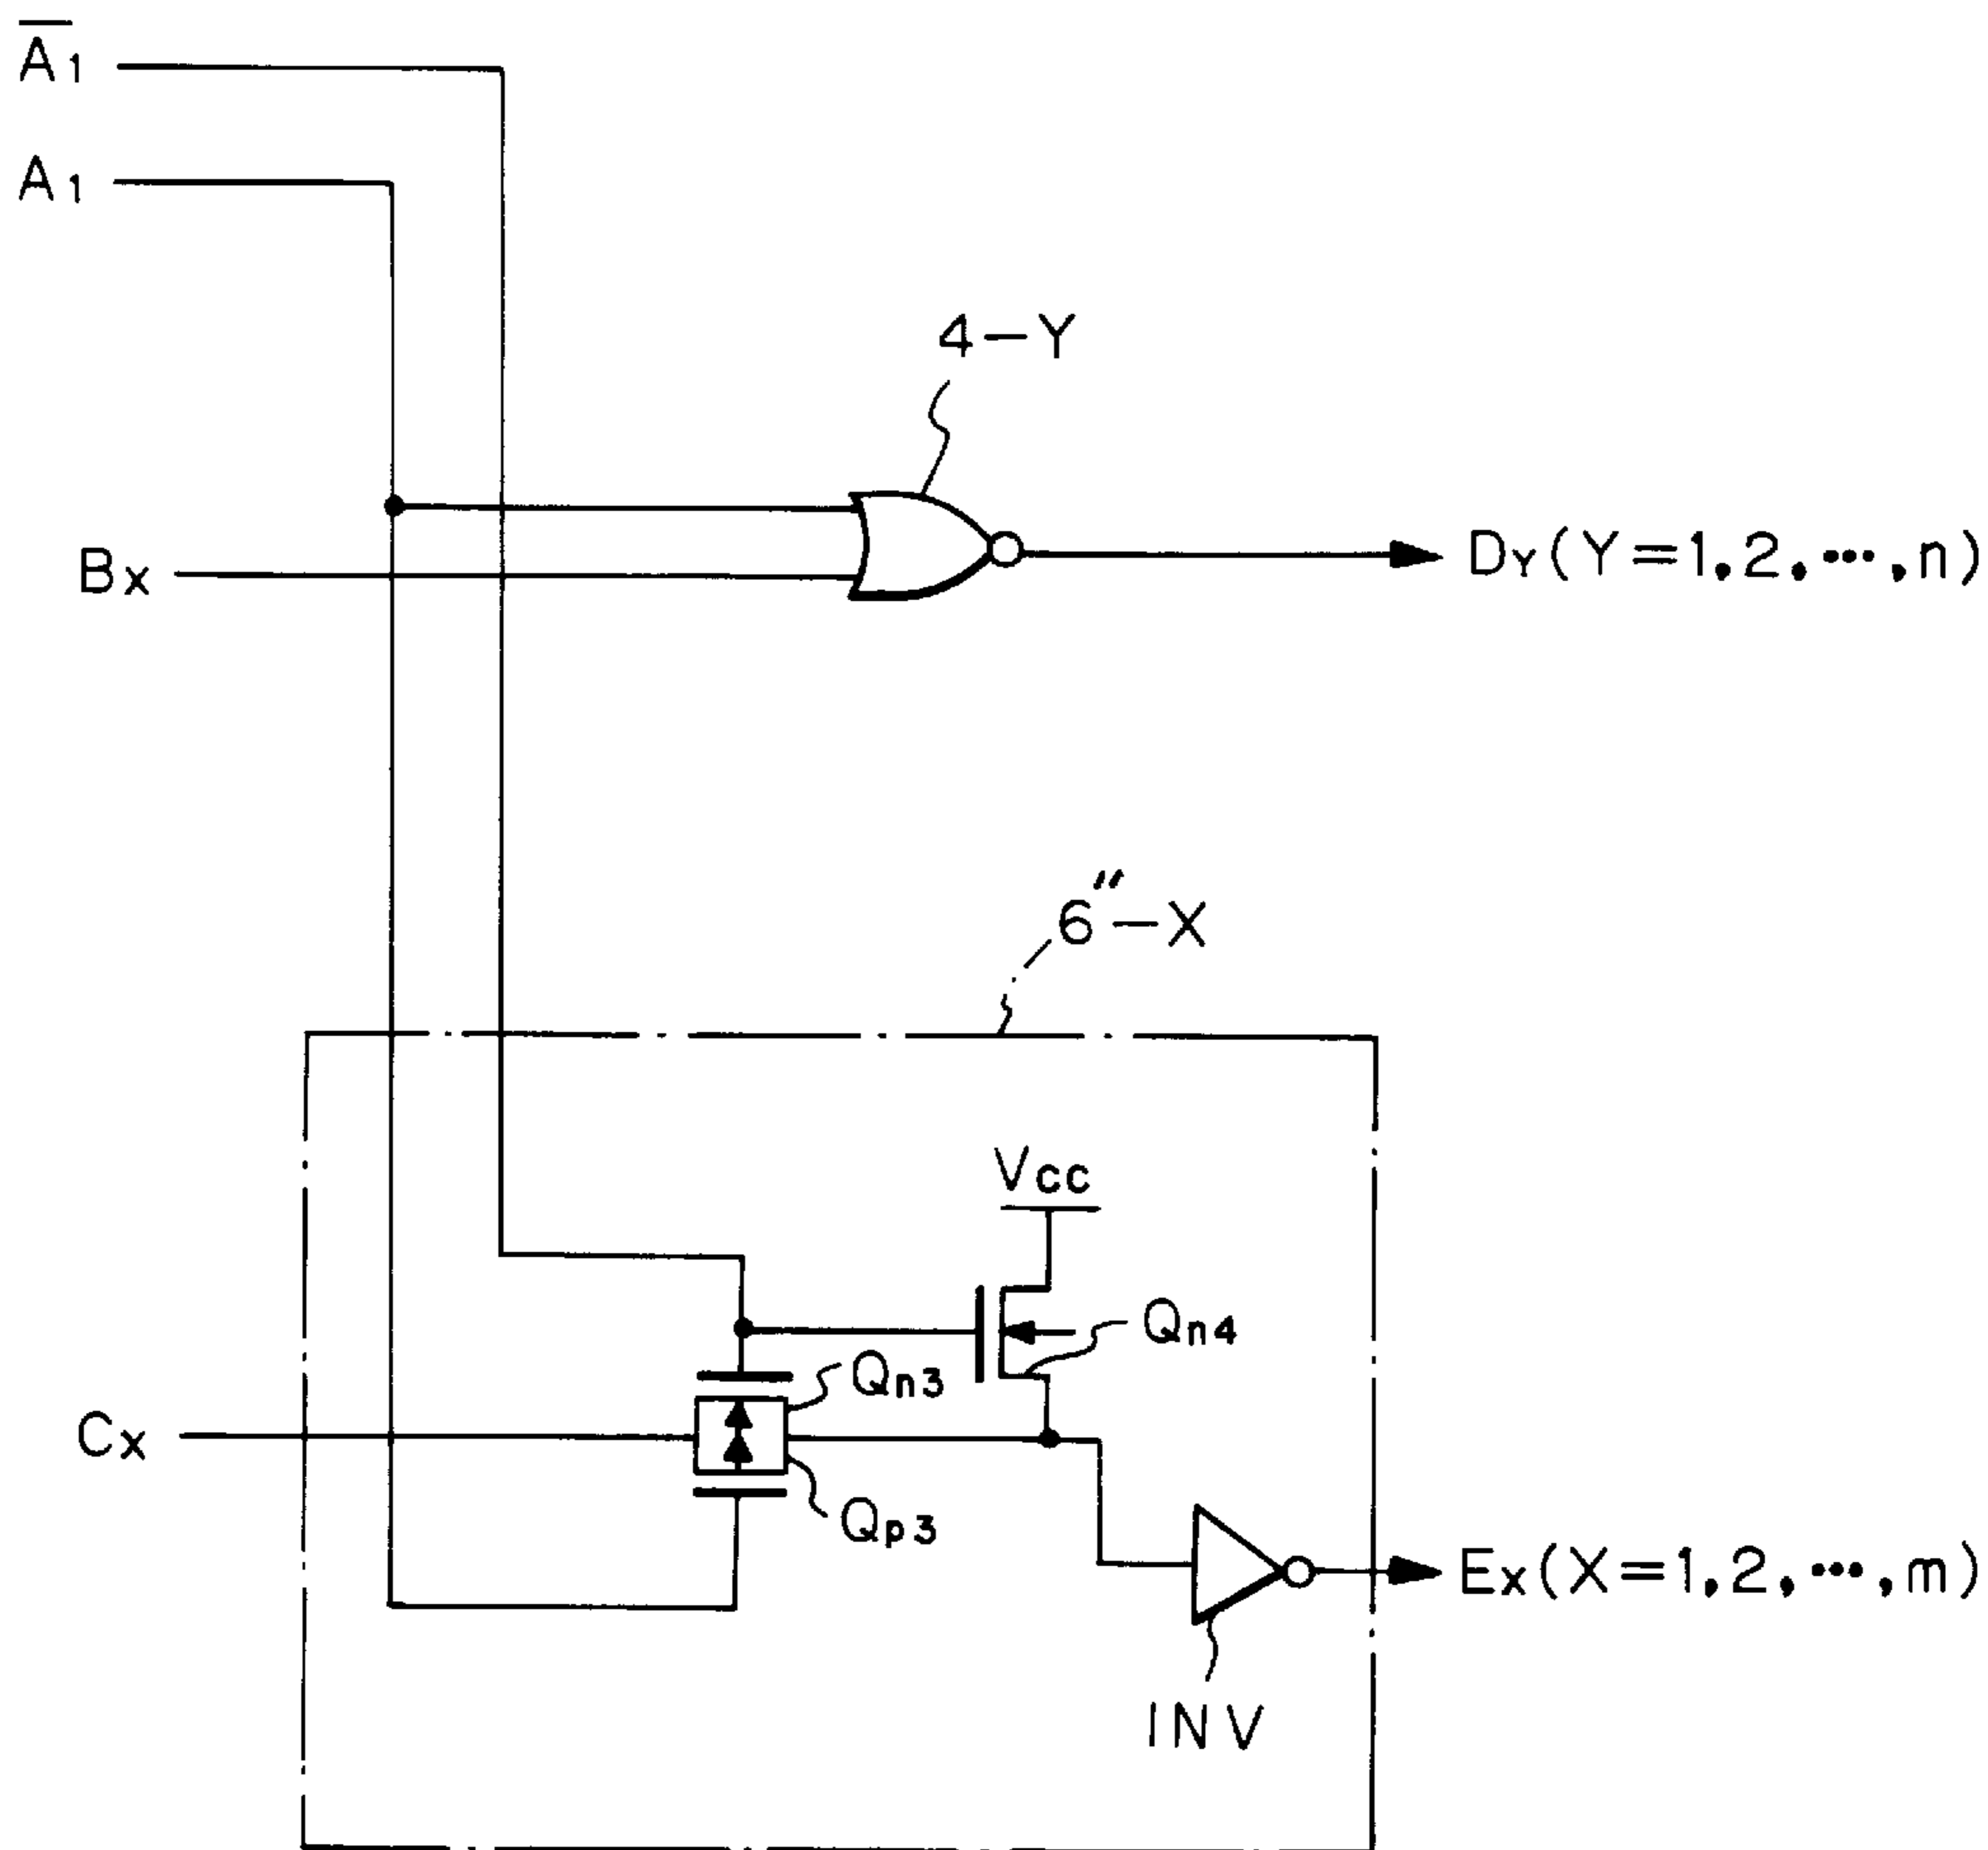 A̅1
A1
4-Y
Bx
DY(Y=1,2,•••,n)
6"-X
Vcc
Qn4
Qn3
Cx
Qp3
Ex(X=1,2,•••,m)
INV